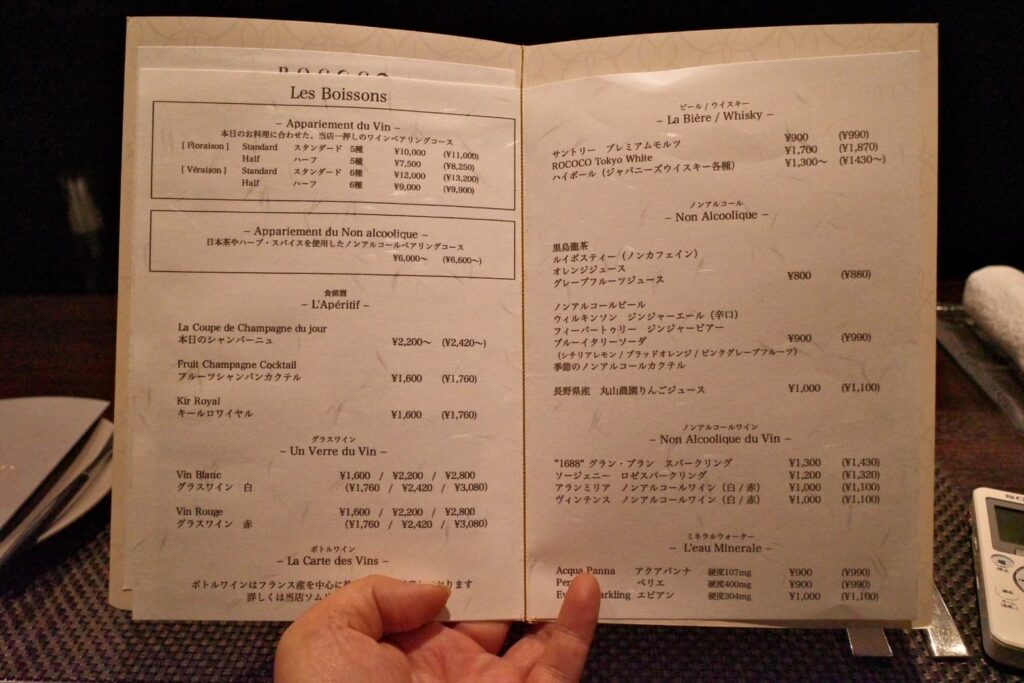 ROCOCO
Les Boissons
– Appariement du Vin –
本日のお料理に合わせた、当店一押しのワインペアリングコース
[ Floraison ] Standard スタンダード 5種 ¥10,000 (¥11,000)
Half ハーフ 5種 ¥7,500 (¥8,250)
[ Véraison ] Standard スタンダード 6種 ¥12,000 (¥13,200)
Half ハーフ 6種 ¥9,000 (¥9,900)
– Appariement du Non alcoolique –
日本茶やハーブ・スパイスを使用したノンアルコールペアリングコース
¥6,000～ (¥6,600～)
食前酒
– L'Apéritif –
La Coupe de Champagne du jour
本日のシャンパーニュ ¥2,200～ (¥2,420～)
Fruit Champagne Cocktail
フルーツシャンパンカクテル ¥1,600 (¥1,760)
Kir Royal
キールロワイヤル ¥1,600 (¥1,760)
グラスワイン
– Un Verre du Vin –
Vin Blanc ¥1,600 / ¥2,200 / ¥2,800
グラスワイン 白 (¥1,760 / ¥2,420 / ¥3,080)
Vin Rouge ¥1,600 / ¥2,200 / ¥2,800
グラスワイン 赤 (¥1,760 / ¥2,420 / ¥3,080)
ボトルワイン
– La Carte des Vins –
ボトルワインはフランス産を中心に おります
詳しくは当店ソム
ビール / ウイスキー
– La Bière / Whisky –
サントリー プレミアムモルツ ¥900 (¥990)
ROCOCO Tokyo White ¥1,700 (¥1,870)
ハイボール（ジャパニーズウイスキー各種） ¥1,300～ (¥1430～)
ノンアルコール
– Non Alcoolique –
黒烏龍茶
ルイボスティー（ノンカフェイン）
オレンジジュース
グレープフルーツジュース ¥800 (¥880)
ノンアルコールビール
ウィルキンソン ジンジャーエール（辛口）
フィーバートゥリー ジンジャービアー
ブルーイタリーソーダ ¥900 (¥990)
（シチリアレモン / ブラッドオレンジ / ピンクグレープフルーツ）
季節のノンアルコールカクテル
長野県産 丸山農園りんごジュース ¥1,000 (¥1,100)
ノンアルコールワイン
– Non Alcoolique du Vin –
"1688" グラン・ブラン スパークリング ¥1,300 (¥1,430)
ソージェニー ロゼスパークリング ¥1,200 (¥1,320)
アランミリア ノンアルコールワイン（白 / 赤） ¥1,000 (¥1,100)
ヴィンテンス ノンアルコールワイン（白 / 赤） ¥1,000 (¥1,100)
ミネラルウォーター
– L'eau Minerale –
Acqua Panna アクアパンナ 硬度107mg ¥900 (¥990)
ペリエ 硬度400mg ¥900 (¥990)
エビアン 硬度304mg ¥1,000 (¥1,100)